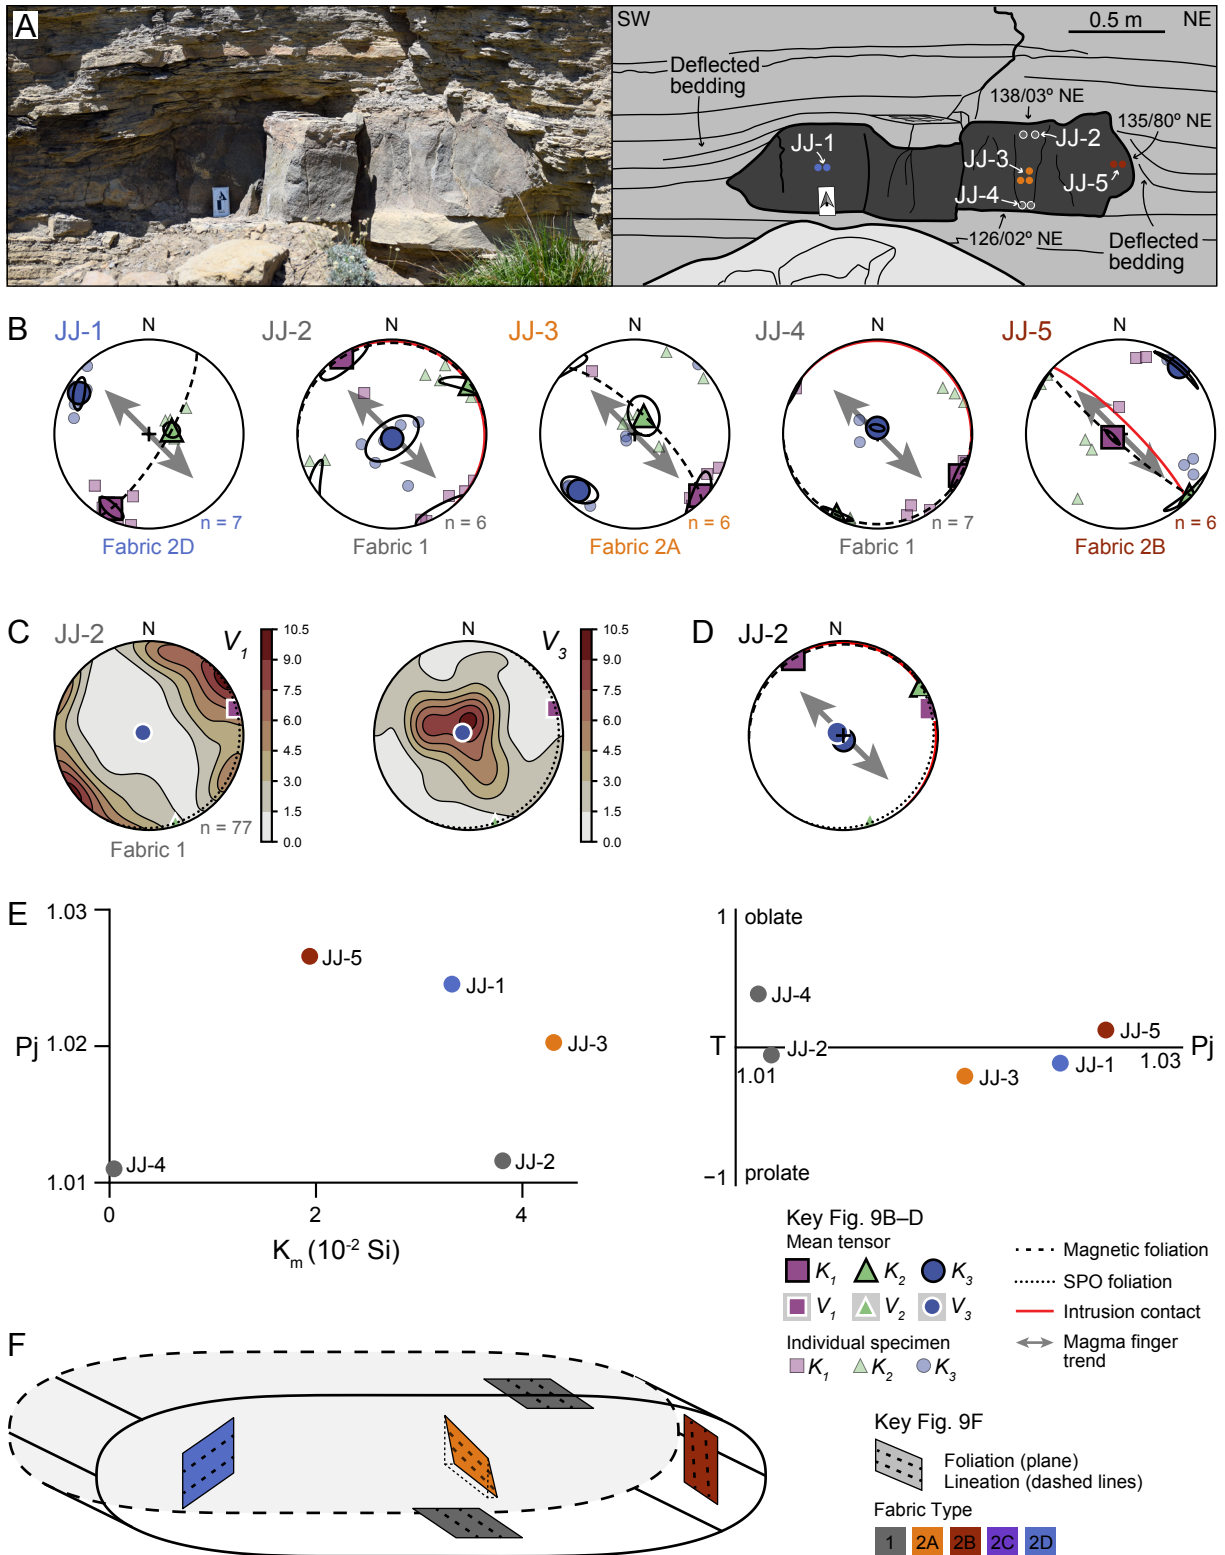 A
SW
0.5 m
NE
Deflected
bedding
138/03º NE
135/80º NE
JJ-1
JJ-2
JJ-3
JJ-4
JJ-5
126/02º NE
Deflected
bedding
B
JJ-1
N
n = 7
Fabric 2D
JJ-2
N
n = 6
Fabric 1
JJ-3
N
n = 6
Fabric 2A
JJ-4
N
n = 7
Fabric 1
JJ-5
N
n = 6
Fabric 2B
C
JJ-2
N
V1
10.5
9.0
7.5
6.0
4.5
3.0
1.5
0.0
n = 77
Fabric 1
N
V3
10.5
9.0
7.5
6.0
4.5
3.0
1.5
0.0
D
JJ-2
N
E
1.03
Pj 1.02
1.01
JJ-5
JJ-1
JJ-3
JJ-4
JJ-2
0
2
4
Km (10-2 Si)
1
oblate
JJ-4
JJ-5
T
JJ-2
Pj
1.01
1.03
JJ-3
JJ-1
−1
prolate
Key Fig. 9B–D
Mean tensor
K1 K2 K3
V1 V2 V3
Individual specimen
K1 K2 K3
Magnetic foliation
SPO foliation
Intrusion contact
Magma finger
trend
F
Key Fig. 9F
Foliation (plane)
Lineation (dashed lines)
Fabric Type
1 2A 2B 2C 2D